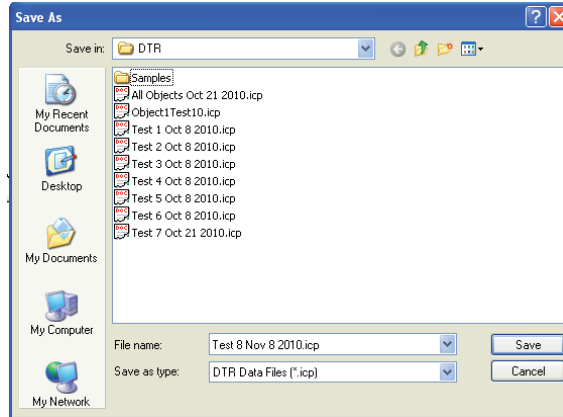 Save As
Save in: DTR
Samples
All Objects Oct 21 2010.icp
Object1Test10.icp
Test 1 Oct 8 2010.icp
Test 2 Oct 8 2010.icp
Test 3 Oct 8 2010.icp
Test 4 Oct 8 2010.icp
Test 5 Oct 8 2010.icp
Test 6 Oct 8 2010.icp
Test 7 Oct 21 2010.icp
My Recent
Documents
Desktop
My Documents
My Computer
My Network
File name: Test 8 Nov 8 2010.icp Save
Save as type: DTR Data Files (*.icp) Cancel